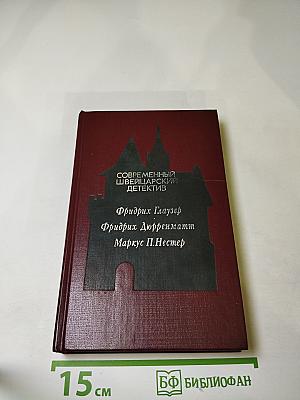 СОВРЕМЕННЫЙ
ШВЕЙЦАРСКИЙ
ДЕТЕКТИВ
Фридрих Глаузер
Фридрих Дюрренматт
Маркус П. Нестер
15 см
БФ БИБЛИОФАН